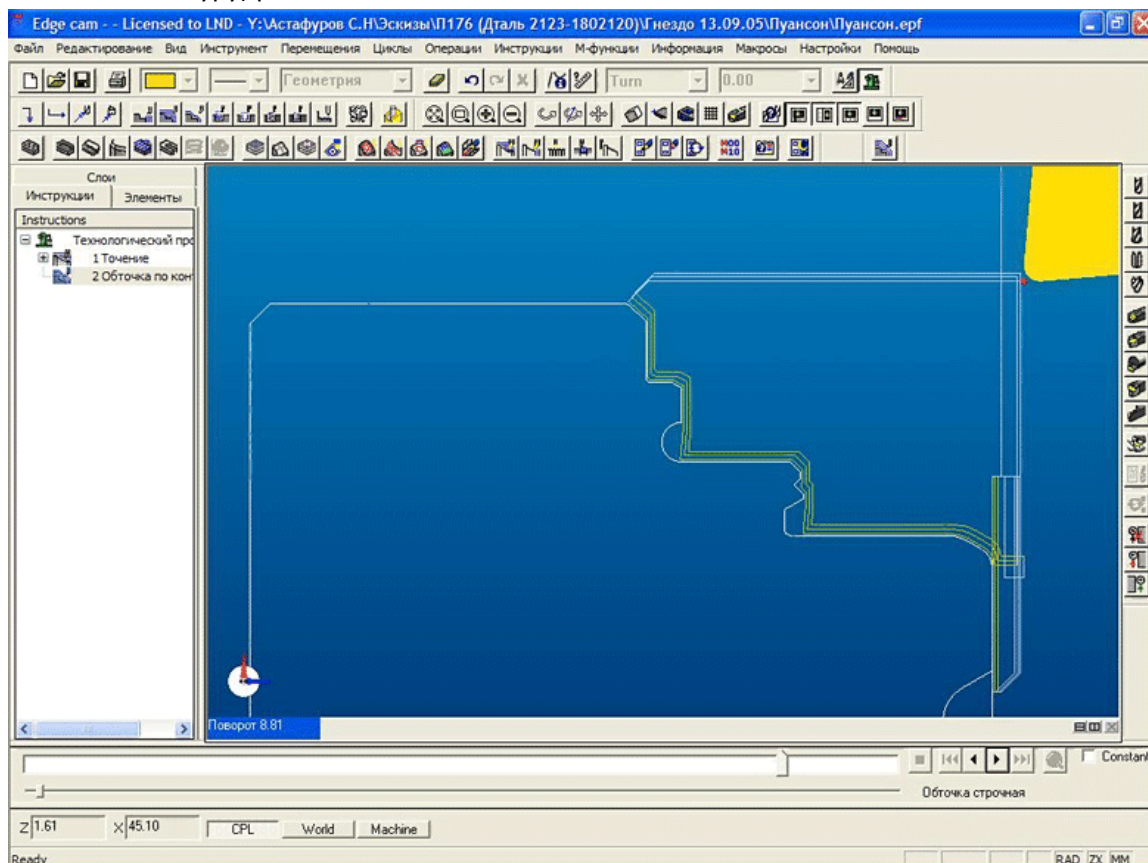 Edge cam - - Licensed to LND - Y:\Астафуров С.Н\Эскизы\П176 (Дталь 2123-1802120)\Гнездо 13.09.05\Пуансон\Пуансон.epf
Файл Редактирование Вид Инструмент Перемещения Циклы Операции Инструкции М-функции Информация Макросы Настройки Помощь
Геометрия Turn 0.00
Слои
Инструкции Элементы
Instructions
Технологический про
1 Точение
2 Обточка по кон
Поворот 8.81
Constant
Обточка строчная
Z 1.61 X 45.10 CPL World Machine
Ready RAD ZX MM